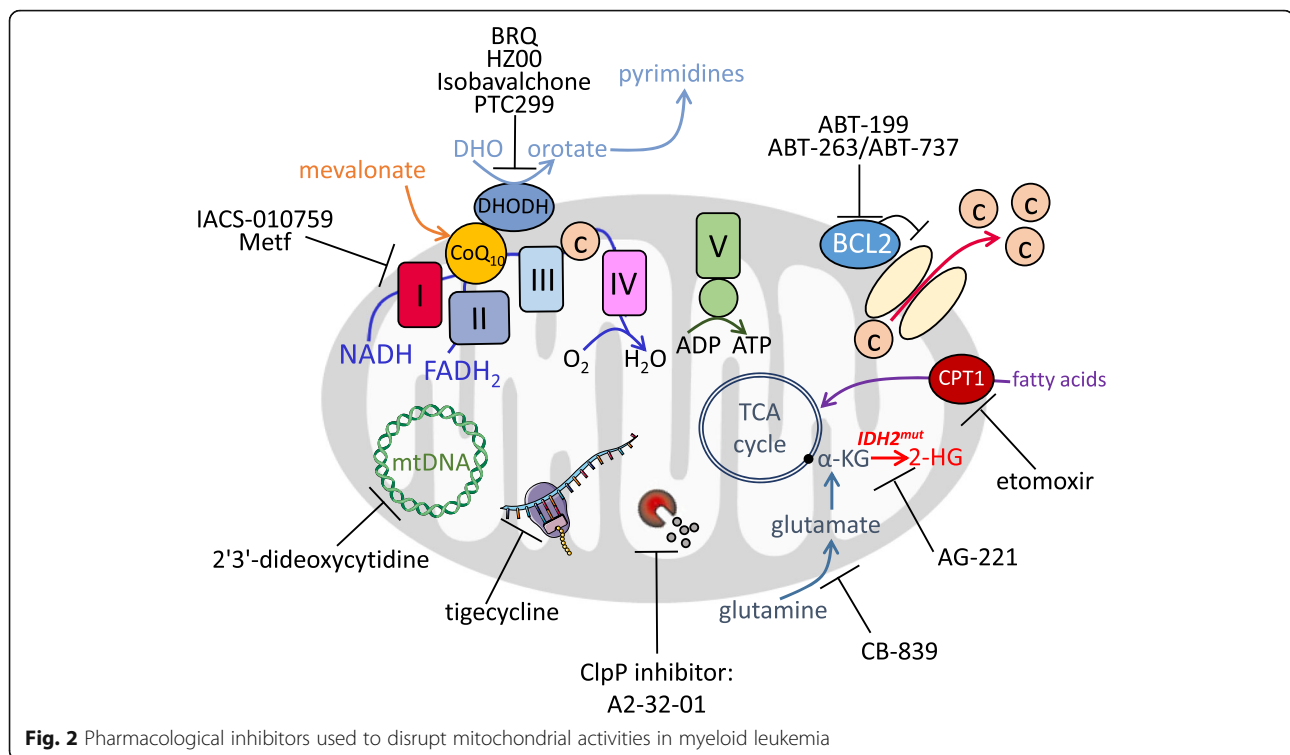 BRQ
HZ00
Isobavalchone
PTC299
pyrimidines
DHO orotate
ABT-199
ABT-263/ABT-737
mevalonate
DHODH
IACS-010759
Metf
CoQ10
I
II
III
c
IV
V
BCL2
c
c
c
c
NADH
FADH2
O2
H2O
ADP ATP
CPT1
fatty acids
TCA
cycle
IDH2mut
α-KG
2-HG
mtDNA
etomoxir
glutamate
2'3'-dideoxycytidine
AG-221
tigecycline
glutamine
CB-839
ClpP inhibitor:
A2-32-01
Fig. 2 Pharmacological inhibitors used to disrupt mitochondrial activities in myeloid leukemia